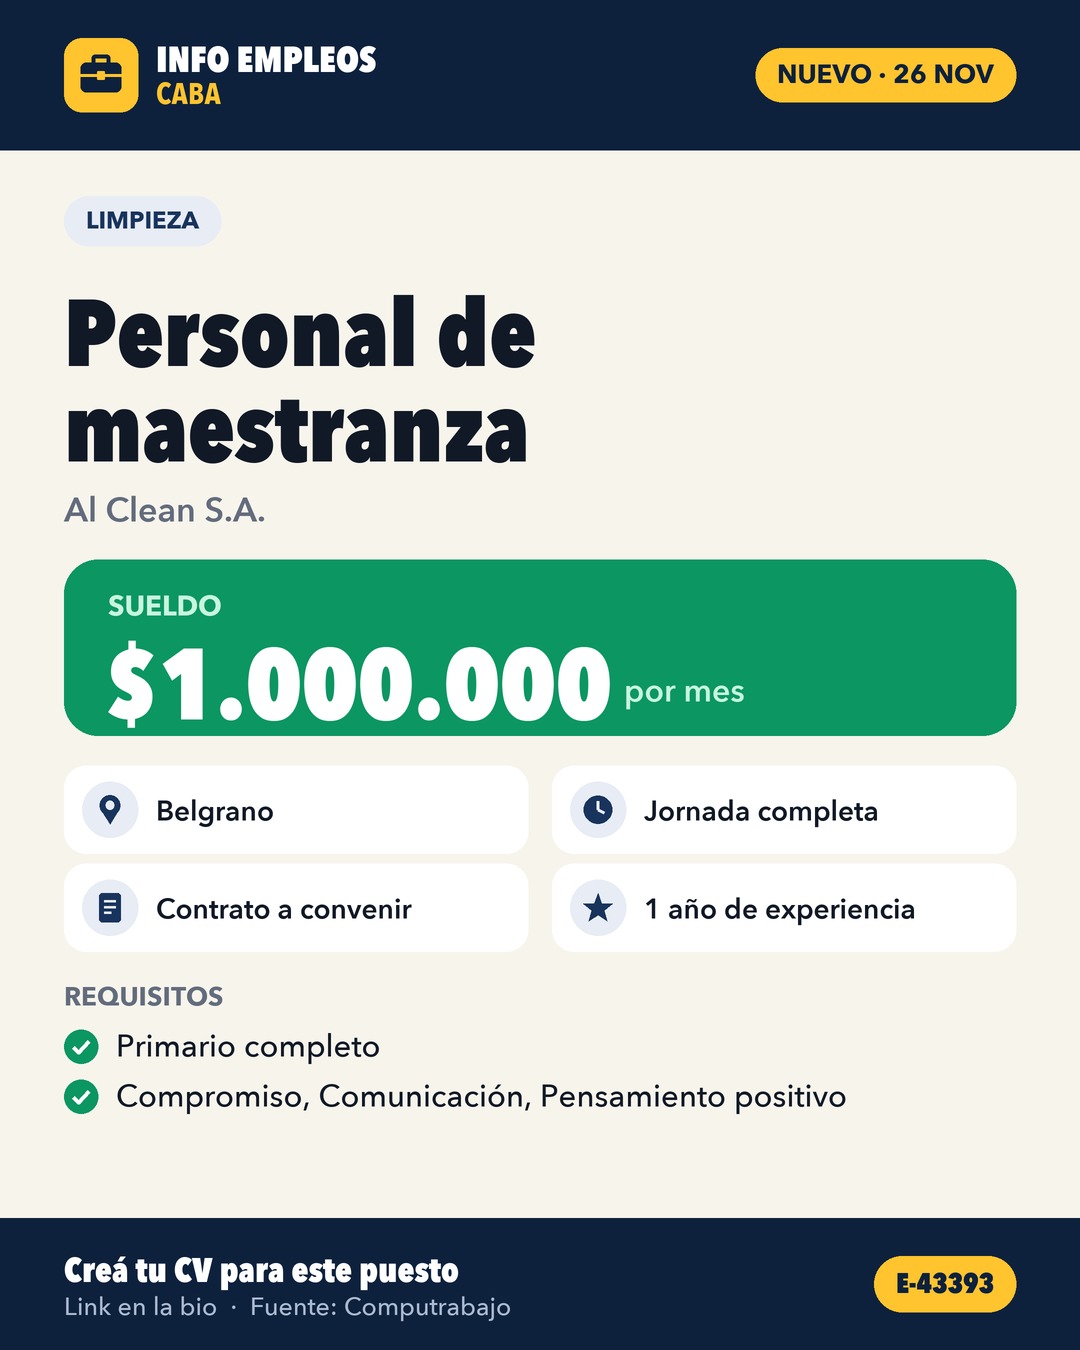 INFO EMPLEOS
CABA
NUEVO · 26 NOV
LIMPIEZA
Personal de
maestranza
Al Clean S.A.
SUELDO
$1.000.000 por mes
Belgrano
Jornada completa
Contrato a convenir
1 año de experiencia
REQUISITOS
Primario completo
Compromiso, Comunicación, Pensamiento positivo
Creá tu CV para este puesto
Link en la bio · Fuente: Computrabajo
E-43393